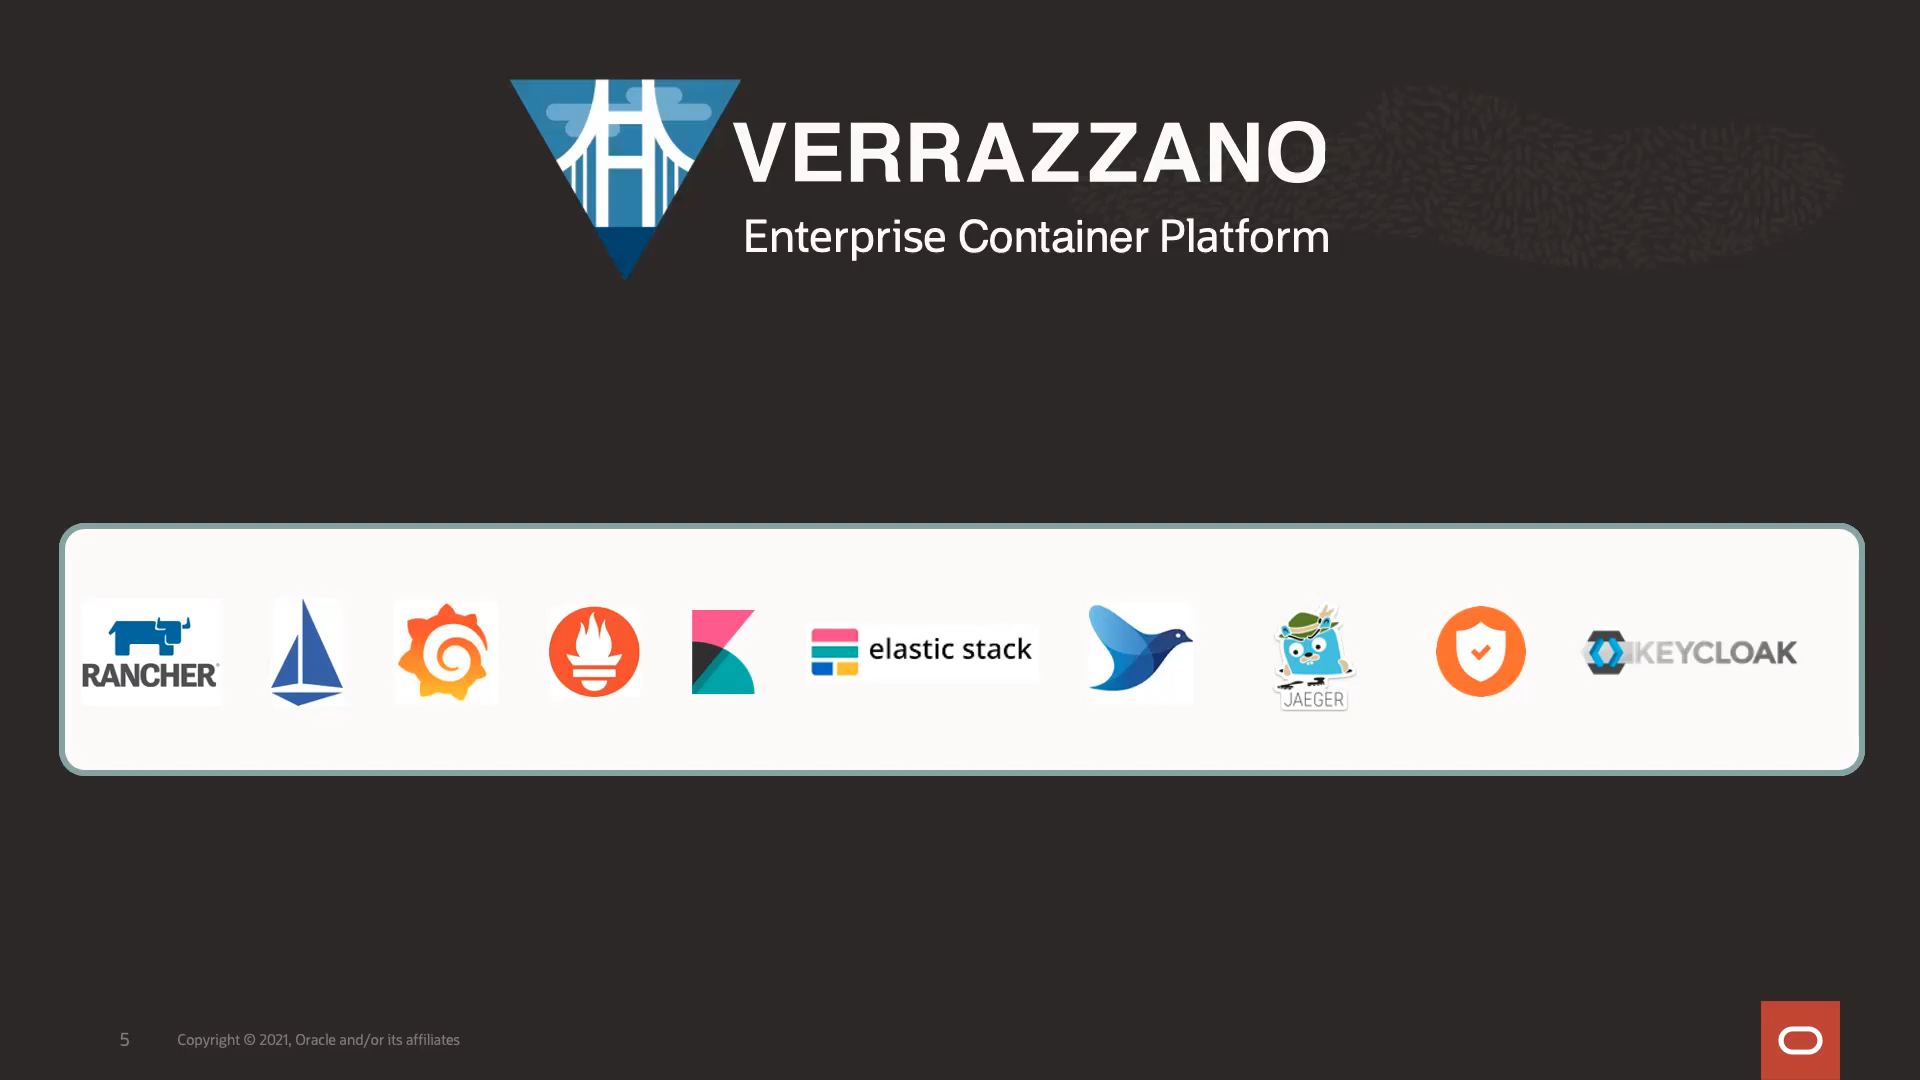 VERRAZZANO
Enterprise Container Platform
RANCHER
elastic stack
JAEGER
KEYCLOAK
5
Copyright © 2021, Oracle and/or its affiliates